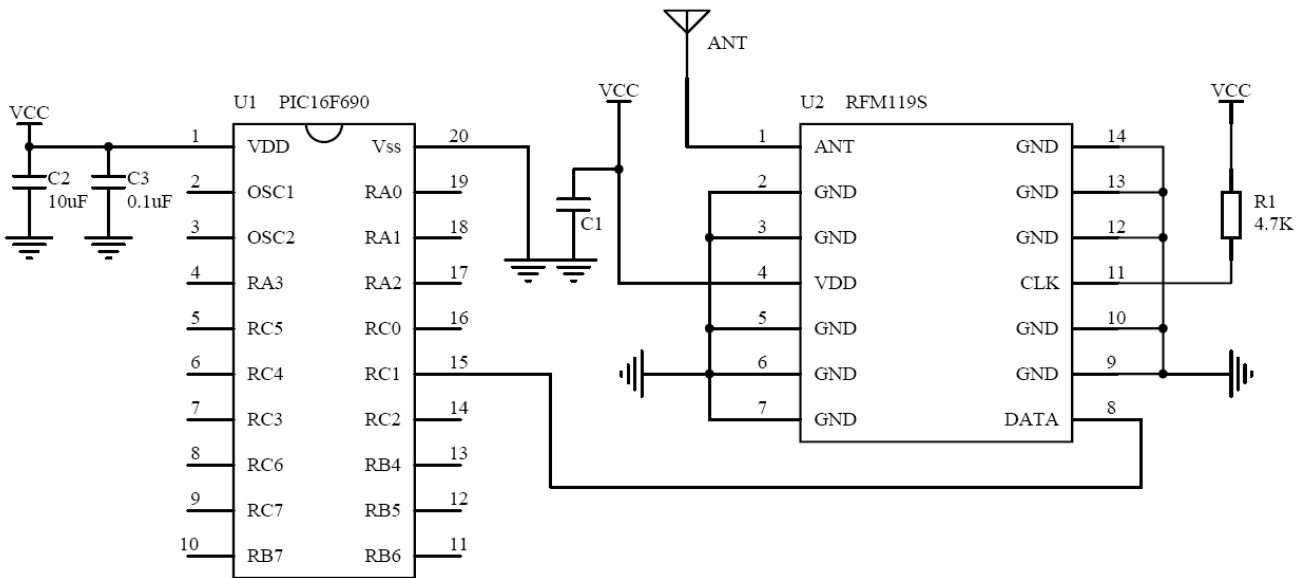 ANT
VCC
C2
10uF
C3
0.1uF
U1 PIC16F690
1 VDD Vss 20
2 OSC1 RA0 19
3 OSC2 RA1 18
4 RA3 RA2 17
5 RC5 RC0 16
6 RC4 RC1 15
7 RC3 RC2 14
8 RC6 RB4 13
9 RC7 RB5 12
10 RB7 RB6 11
VCC
C1
U2 RFM119S
1 ANT GND 14
2 GND GND 13
3 GND GND 12
4 VDD CLK 11
5 GND GND 10
6 GND GND 9
7 GND DATA 8
VCC
R1
4.7K